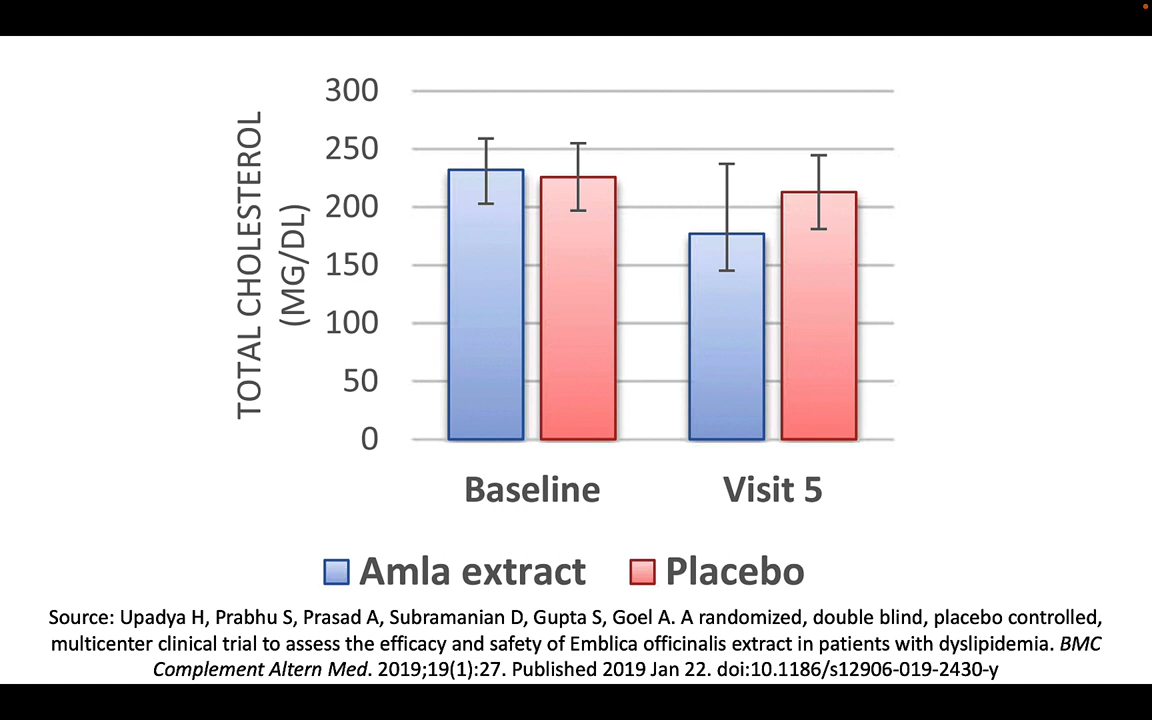 TOTAL CHOLESTEROL
(MG/DL)
300
250
200
150
100
50
0
Baseline
Visit 5
Amla extract
Placebo
Source: Upadya H, Prabhu S, Prasad A, Subramanian D, Gupta S, Goel A. A randomized, double blind, placebo controlled,
multicenter clinical trial to assess the efficacy and safety of Emblica officinalis extract in patients with dyslipidemia. BMC
Complement Altern Med. 2019;19(1):27. Published 2019 Jan 22. doi:10.1186/s12906-019-2430-y